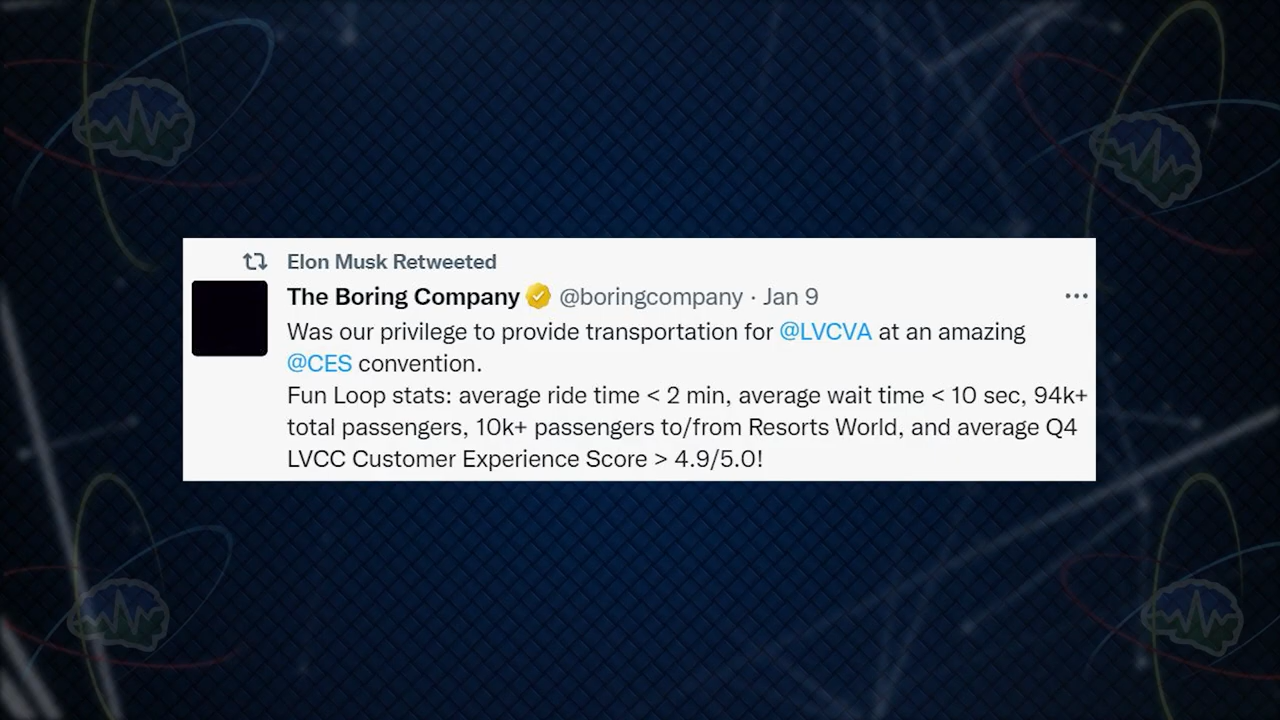 Elon Musk Retweeted
The Boring Company @boringcompany · Jan 9
Was our privilege to provide transportation for @LVCVA at an amazing
@CES convention.
Fun Loop stats: average ride time < 2 min, average wait time < 10 sec, 94k+
total passengers, 10k+ passengers to/from Resorts World, and average Q4
LVCC Customer Experience Score > 4.9/5.0!